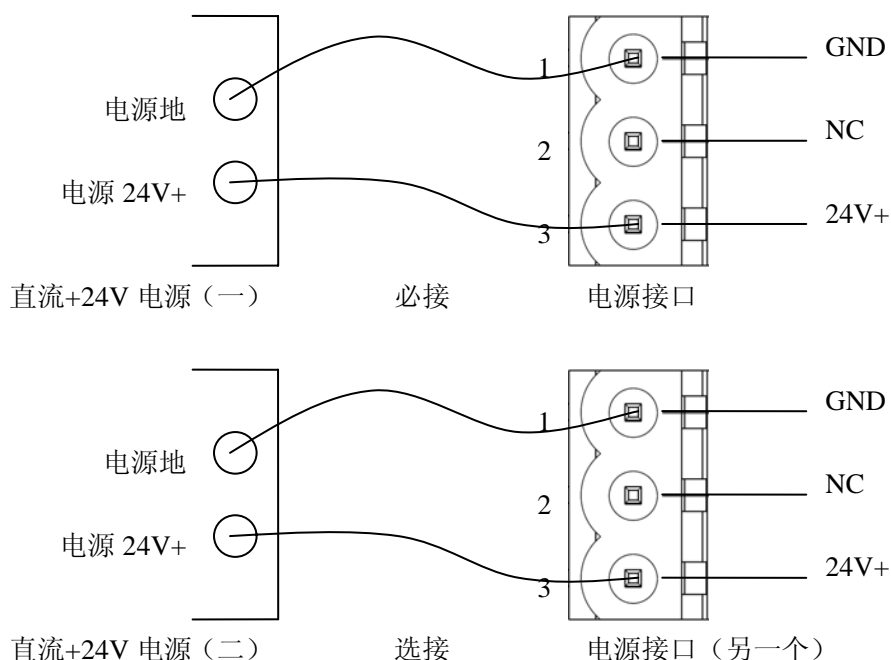 GND
1
电源地
NC
2
电源 24V+
24V+
3
直流+24V 电源（一） 必接 电源接口
GND
1
电源地
NC
2
电源 24V+
24V+
3
直流+24V 电源（二） 选接 电源接口（另一个）